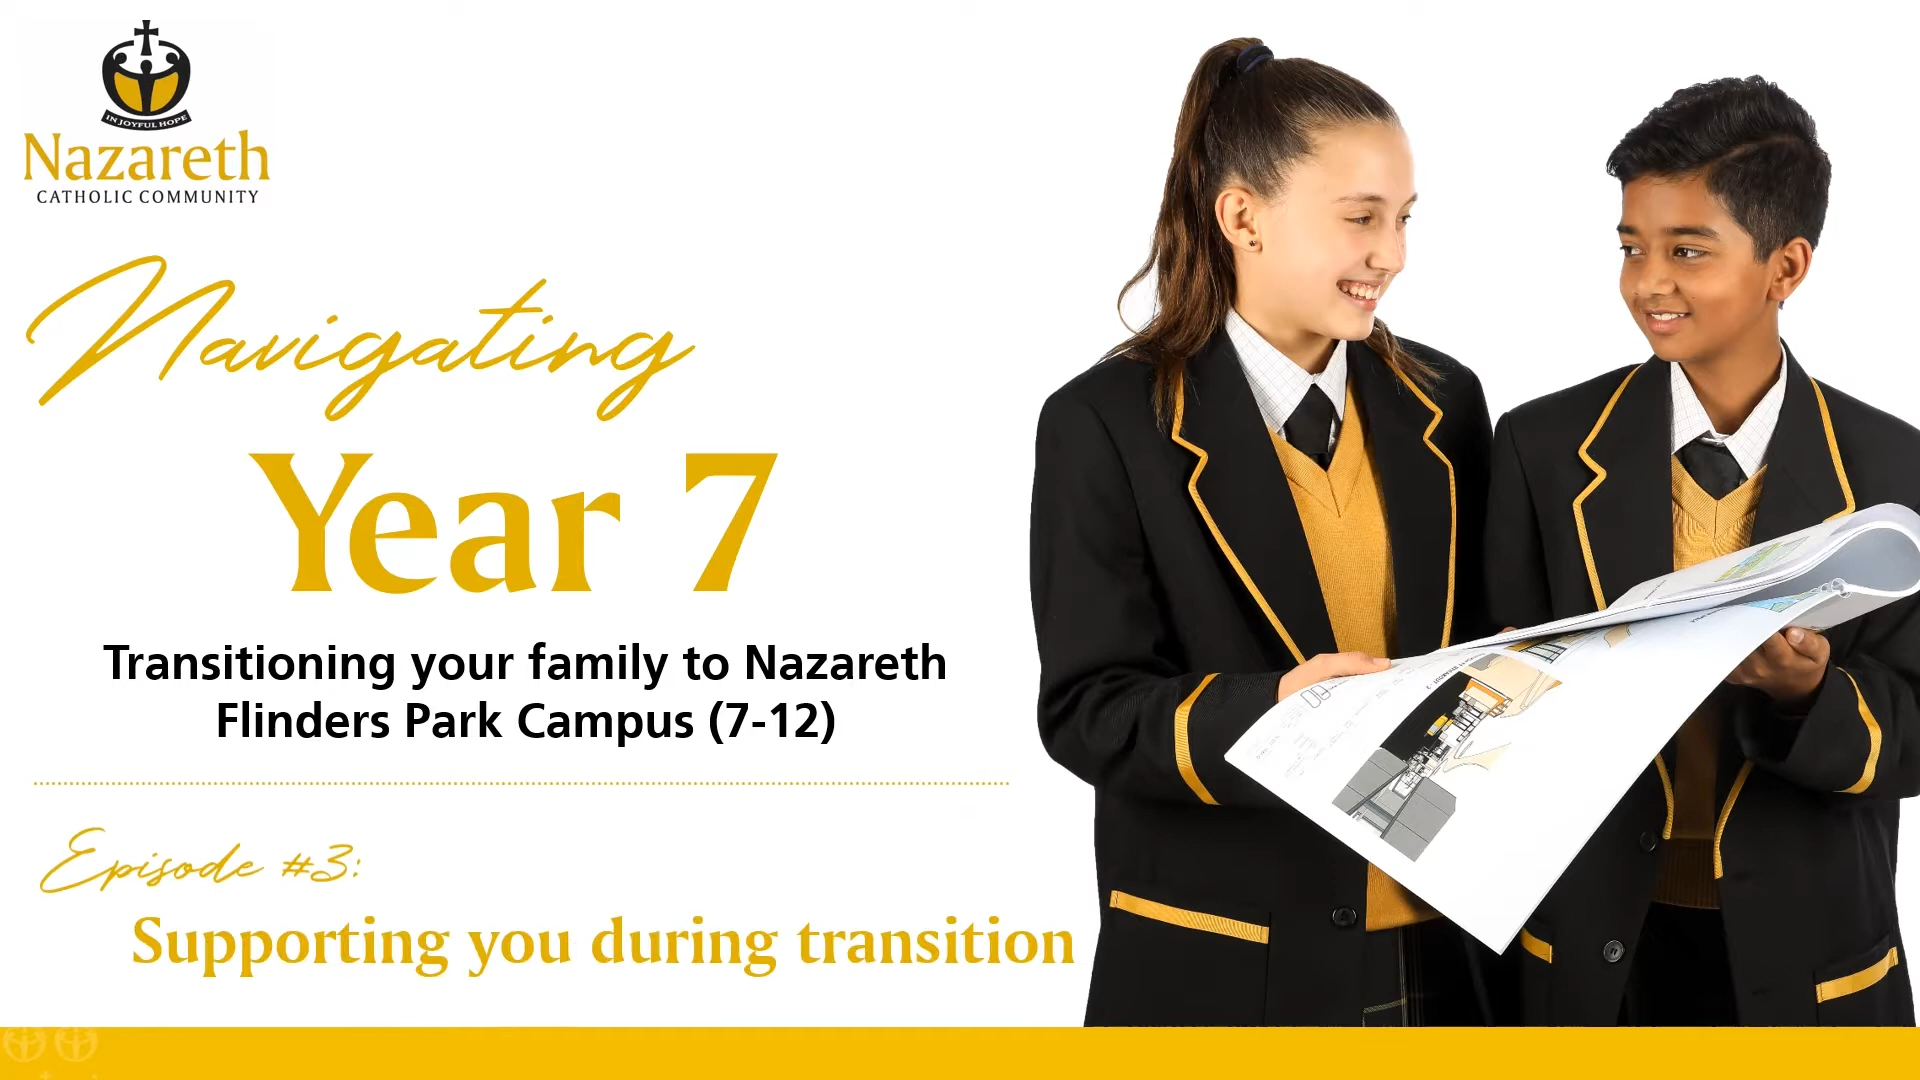 IN JOYFUL HOPE
Nazareth
CATHOLIC COMMUNITY
Navigating
Year 7
Transitioning your family to Nazareth
Flinders Park Campus (7-12)
Episode #3:
Supporting you during transition